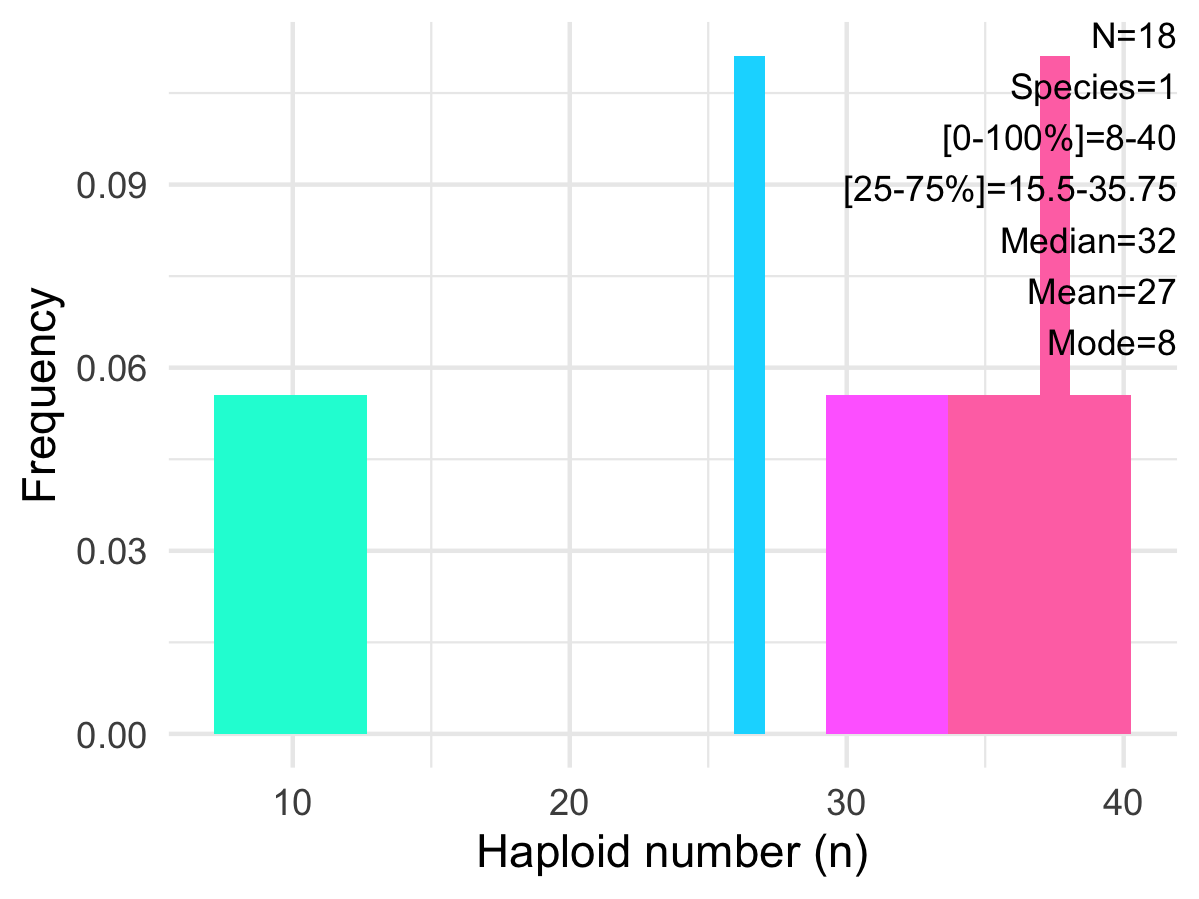 N=18
Species=1
[0-100%]=8-40
[25-75%]=15.5-35.75
Median=32
Mean=27
Mode=8
Frequency
0.09
0.06
0.03
0.00
10 20 30 40
Haploid number (n)